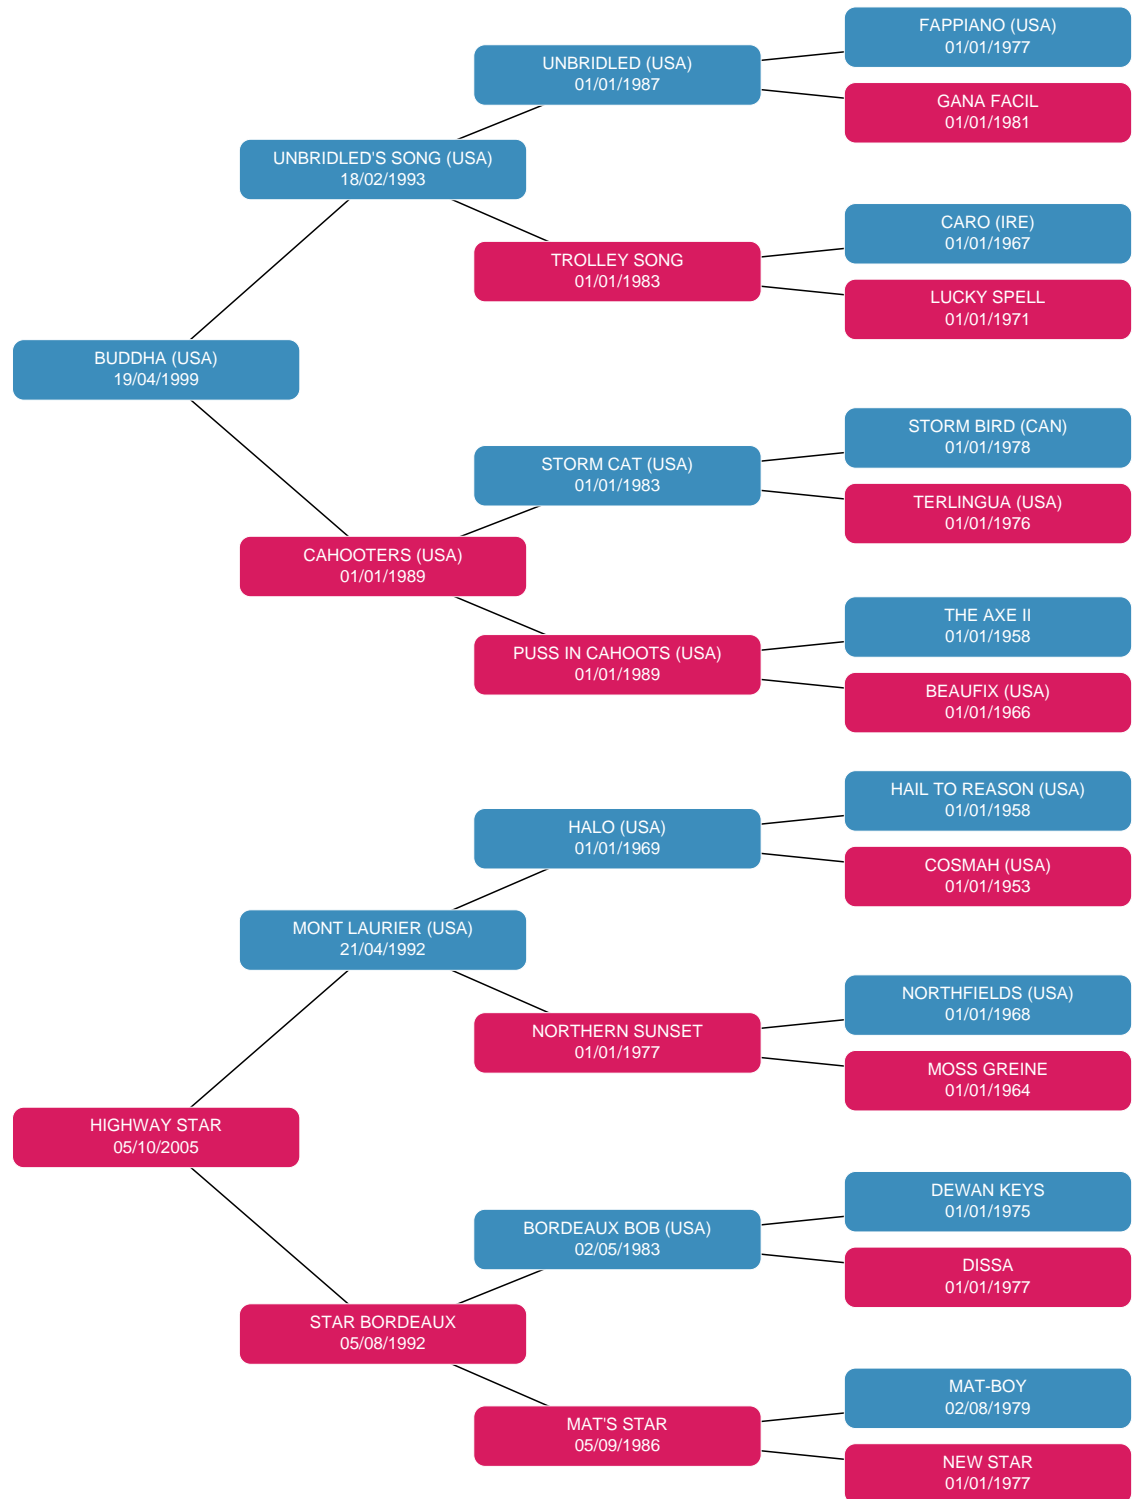 FAPPIANO (USA)
01/01/1977
UNBRIDLED (USA)
01/01/1987
GANA FACIL
01/01/1981
UNBRIDLED'S SONG (USA)
18/02/1993
CARO (IRE)
01/01/1967
TROLLEY SONG
01/01/1983
LUCKY SPELL
01/01/1971
BUDDHA (USA)
19/04/1999
STORM BIRD (CAN)
01/01/1978
STORM CAT (USA)
01/01/1983
TERLINGUA (USA)
01/01/1976
CAHOOTERS (USA)
01/01/1989
THE AXE II
01/01/1958
PUSS IN CAHOOTS (USA)
01/01/1989
BEAUFIX (USA)
01/01/1966
HAIL TO REASON (USA)
01/01/1958
HALO (USA)
01/01/1969
COSMAH (USA)
01/01/1953
MONT LAURIER (USA)
21/04/1992
NORTHFIELDS (USA)
01/01/1968
NORTHERN SUNSET
01/01/1977
MOSS GREINE
01/01/1964
HIGHWAY STAR
05/10/2005
DEWAN KEYS
01/01/1975
BORDEAUX BOB (USA)
02/05/1983
DISSA
01/01/1977
STAR BORDEAUX
05/08/1992
MAT-BOY
02/08/1979
MAT'S STAR
05/09/1986
NEW STAR
01/01/1977